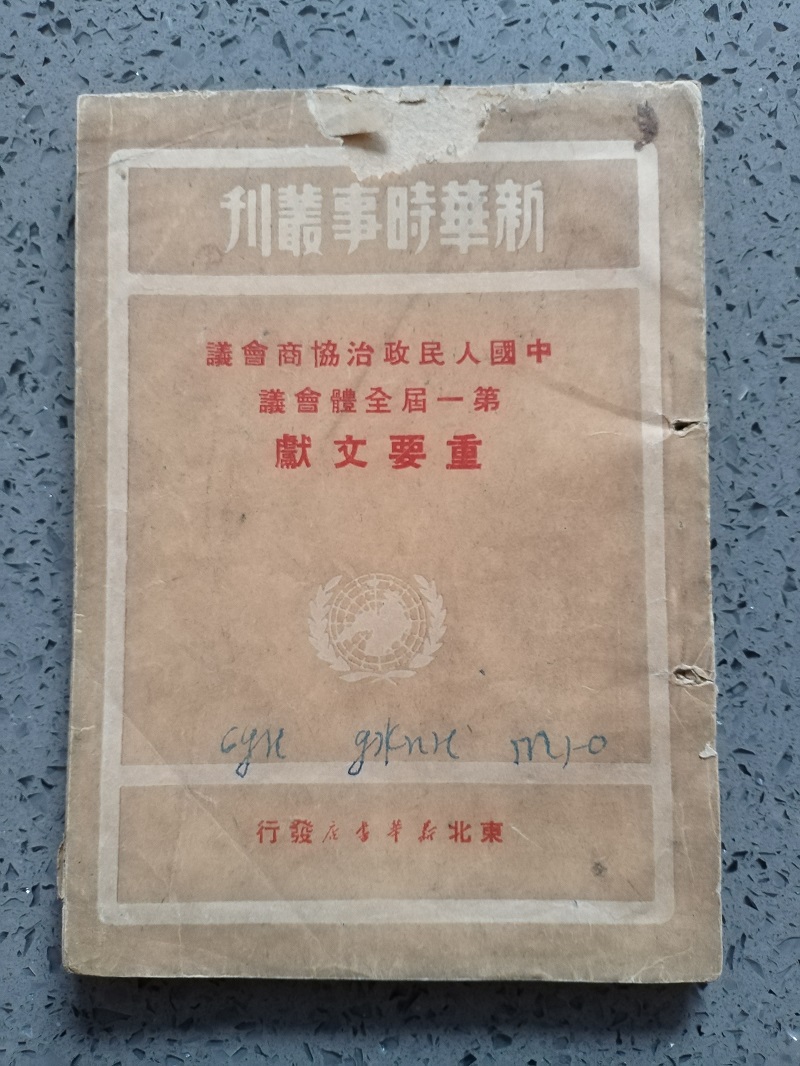 新華時事叢刊
中國人民政治協商會議
第一屆全體會議
重要文獻
東北新華書店發行